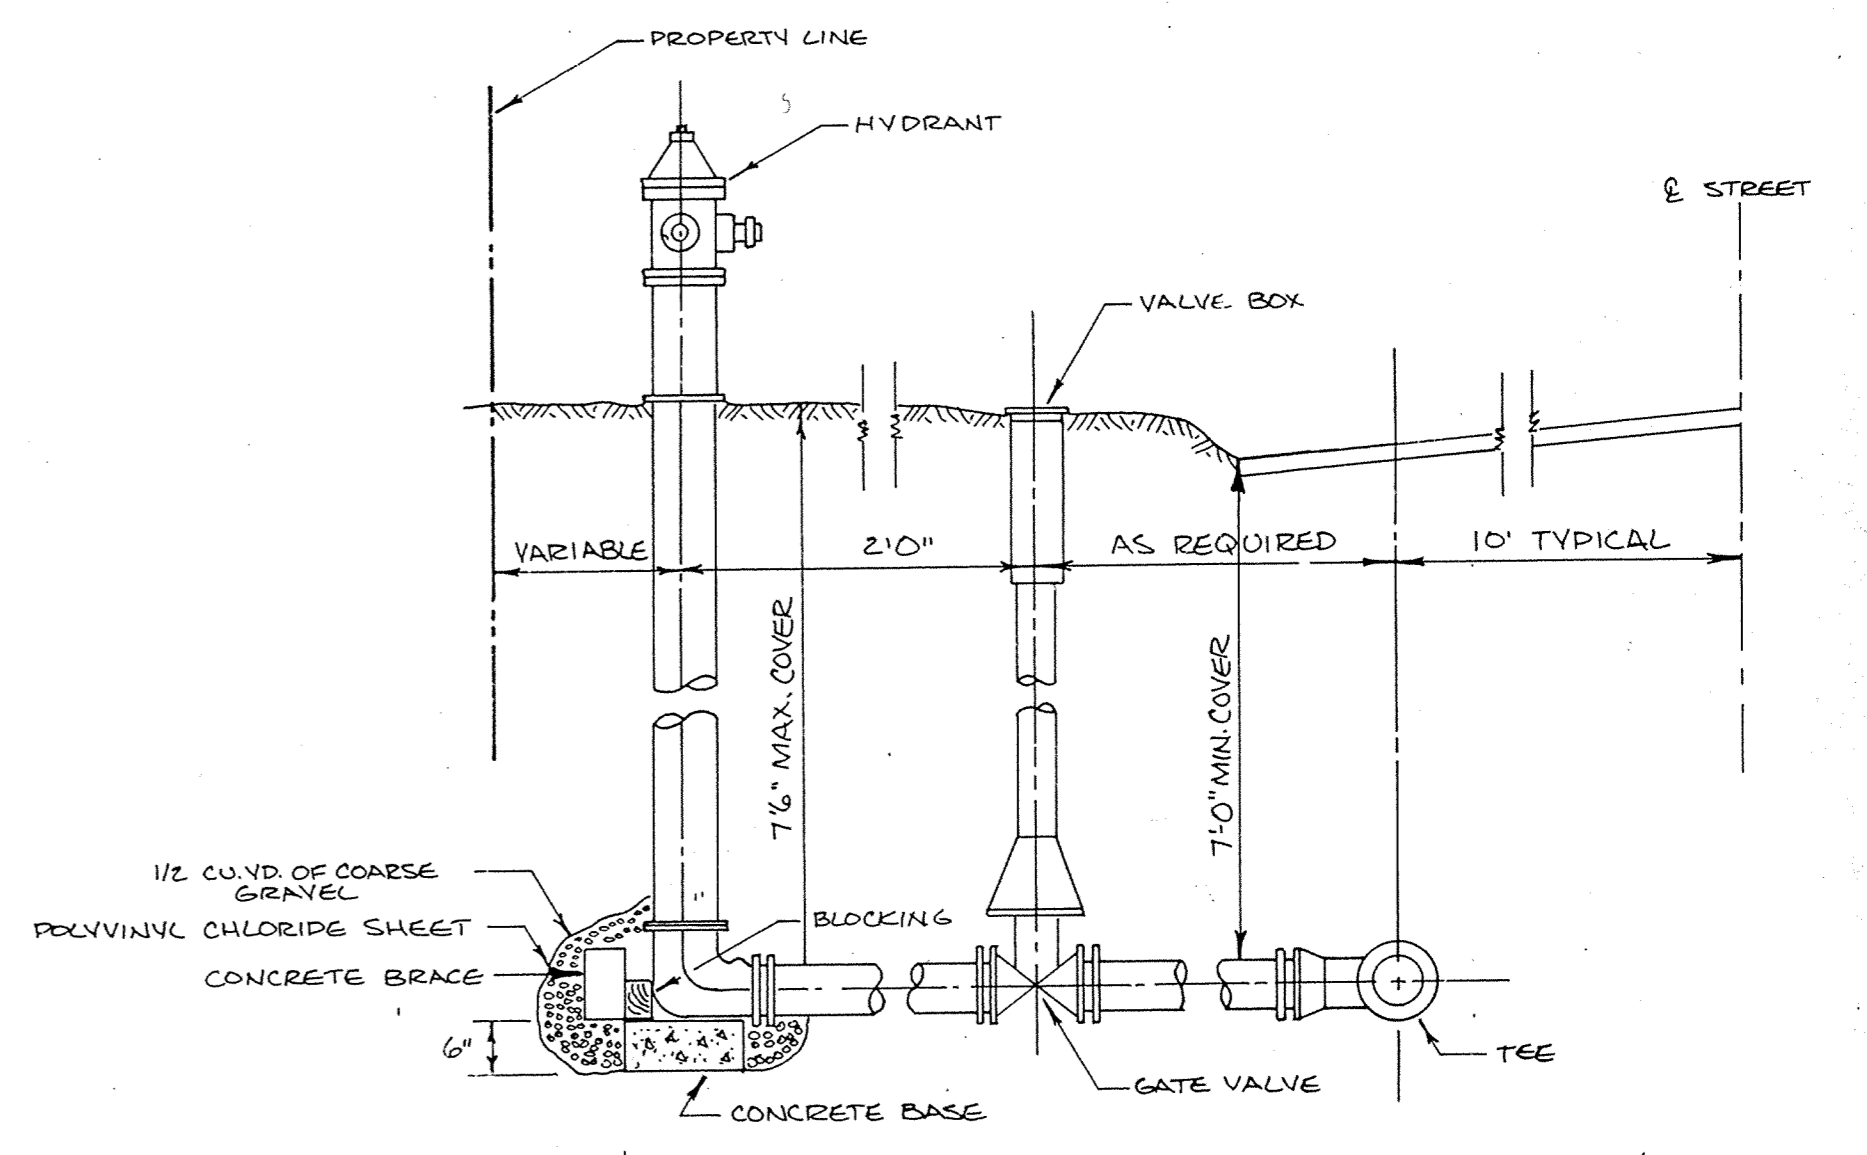 PROPERTY LINE
HYDRANT
℄ STREET
VALVE BOX
VARIABLE
2'0"
AS REQUIRED
10' TYPICAL
7'6" MAX. COVER
7'-0" MIN. COVER
1/2 CU.YD. OF COARSE
GRAVEL
POLYVINYL CHLORIDE SHEET
CONCRETE BRACE
BLOCKING
6"
TEE
GATE VALVE
CONCRETE BASE